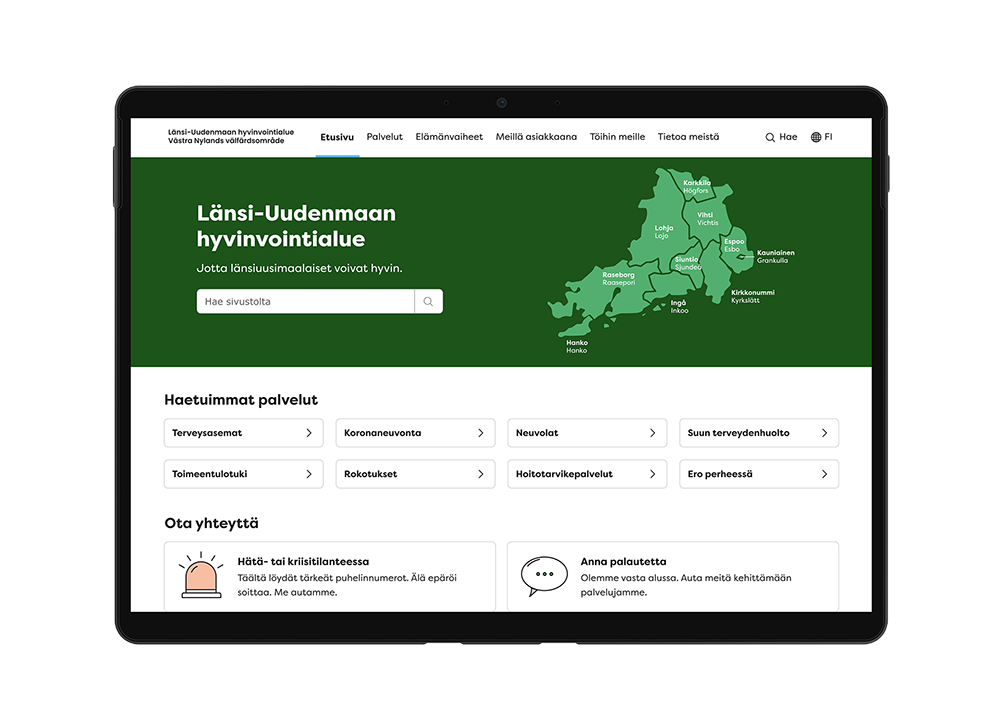 Länsi-Uudenmaan hyvinvointialue
Västra Nylands välfärdsområde
Etusivu Palvelut Elämänvaiheet Meillä asiakkaana Töihin meille Tietoa meistä Hae FI
Länsi-Uudenmaan
hyvinvointialue
Jotta länsiuusimaalaiset voivat hyvin.
Hae sivustolta
Karkkila
Högfors
Vihti
Vichtis
Lohja
Lojo
Espoo
Esbo
Kauniainen
Grankulla
Siuntio
Sjundeå
Raseborg
Raasepori
Kirkkonummi
Kyrkslätt
Ingå
Inkoo
Hanko
Hanko
Haetuimmat palvelut
Terveysasemat Koronaneuvonta Neuvolat Suun terveydenhuolto
Toimeentulotuki Rokotukset Hoitotarvikepalvelut Ero perheessä
Ota yhteyttä
Hätä- tai kriisitilanteessa
Täältä löydät tärkeät puhelinnumerot. Älä epäröi
soittaa. Me autamme.
Anna palautetta
Olemme vasta alussa. Auta meitä kehittämään
palvelujamme.